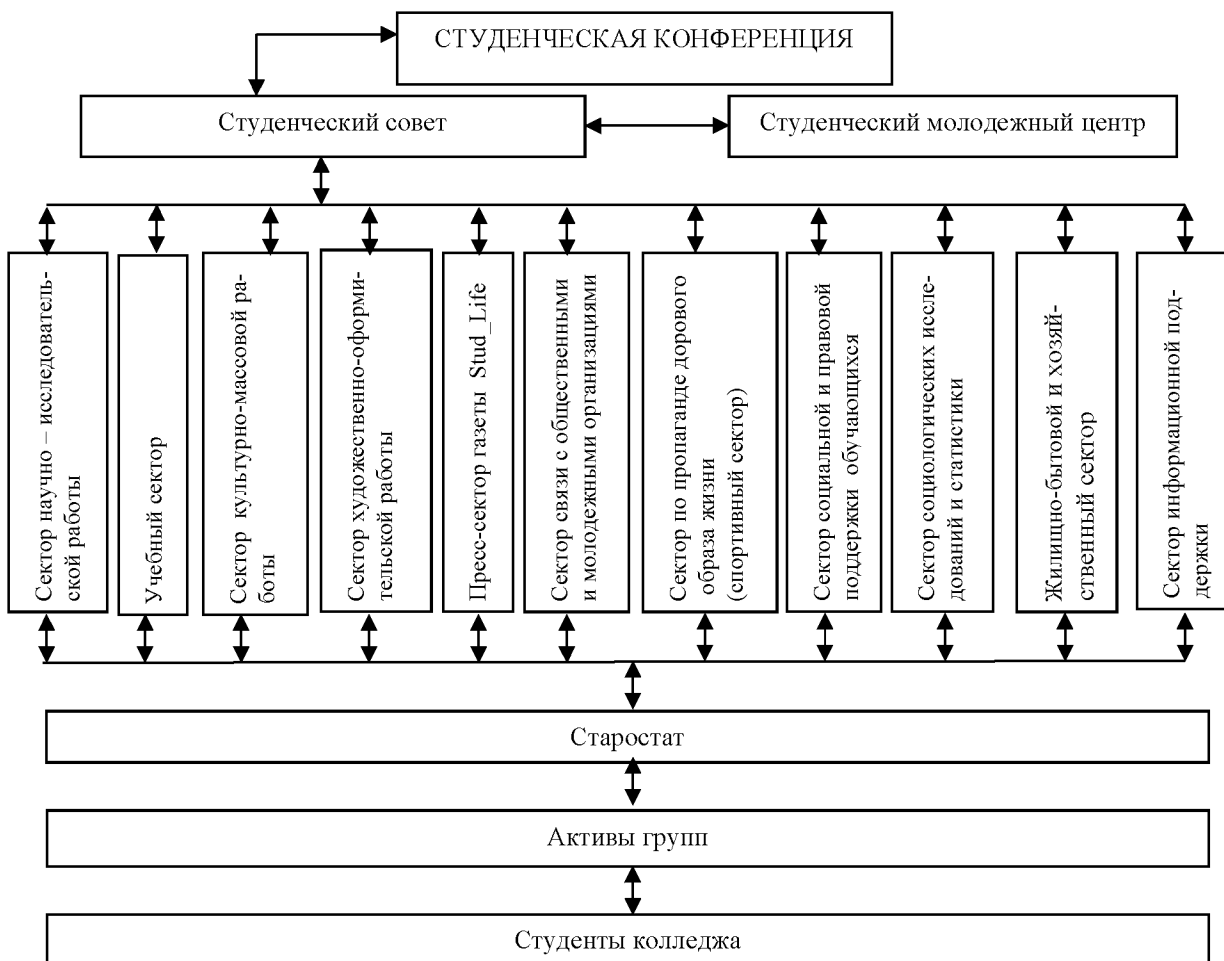 СТУДЕНЧЕСКАЯ КОНФЕРЕНЦИЯ
Студенческий совет
Студенческий молодежный центр
Сектор научно – исследователь-
ской работы
Учебный сектор
Сектор культурно-массовой ра-
боты
Сектор художественно-оформи-
тельской работы
Пресс-сектор газеты Stud_Life
Сектор связи с общественными
и молодежными организациями
Сектор по пропаганде дорового
образа жизни
(спортивный сектор)
Сектор социальной и правовой
поддержки обучающихся
Сектор социологических иссле-
дований и статистики
Жилищно-бытовой и хозяй-
ственный сектор
Сектор информационной под-
держки
Старостат
Активы групп
Студенты колледжа